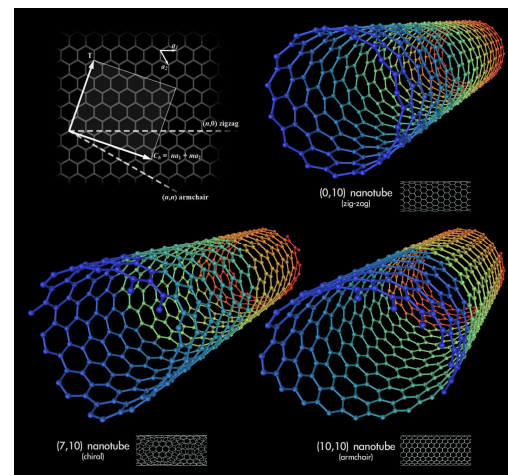 a₁
T
a₂
(n,0) zigzag
Cₕ = na₁ + ma₂
(n,n) armchair
(0,10) nanotube
(zig-zag)
(7,10) nanotube
(chiral)
(10,10) nanotube
(armchair)